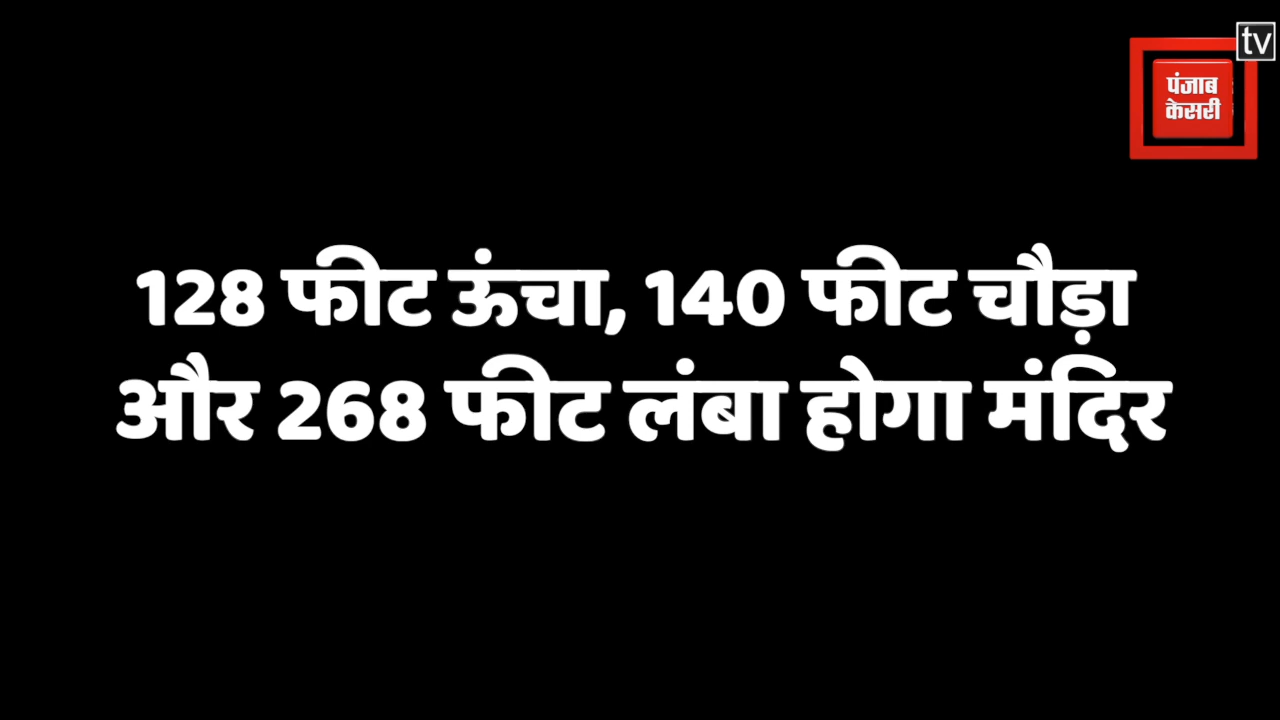 tv
पंजाब
केसरी
128 फीट ऊंचा, 140 फीट चौड़ा
और 268 फीट लंबा होगा मंदिर